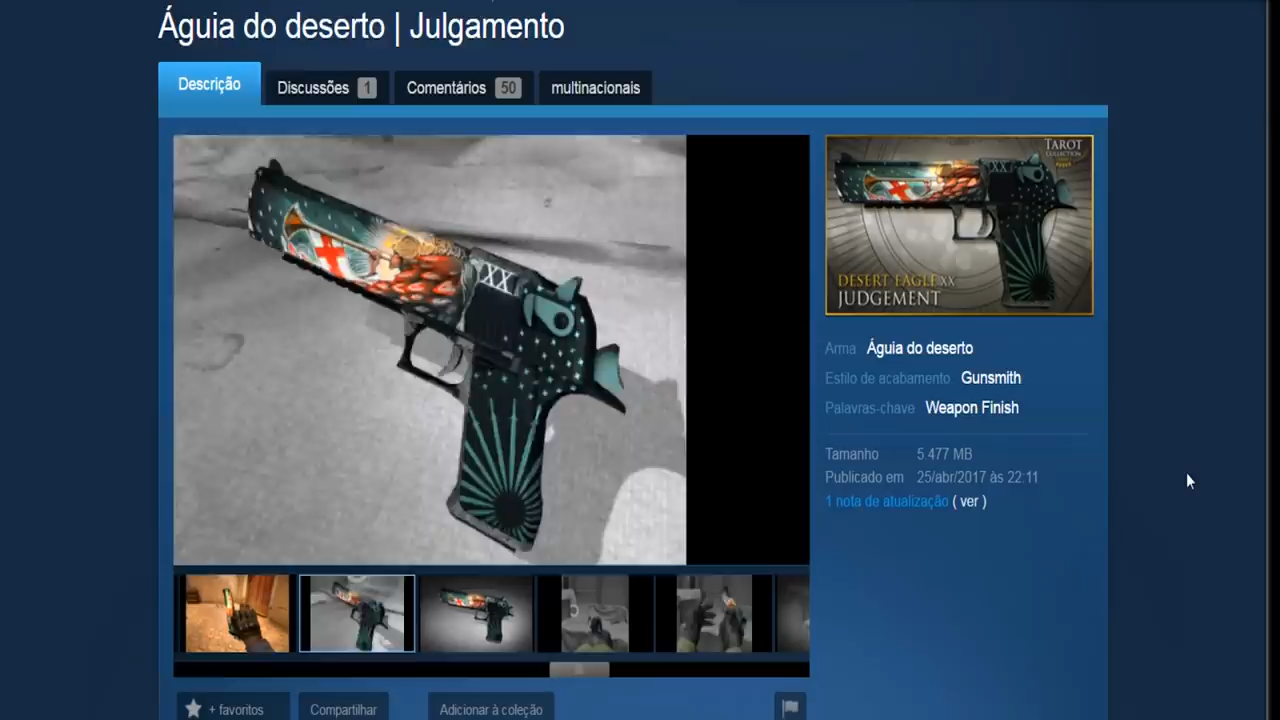 Águia do deserto | Julgamento
Descrição
Discussões 1
Comentários 50
multinacionais
XX
TAROT
COLLECTION
XX
DESERT EAGLE XX
JUDGEMENT
Arma Águia do deserto
Estilo de acabamento Gunsmith
Palavras-chave Weapon Finish
Tamanho 5 477 MB
Publicado em 25/abr/2017 às 22:11
1 nota de atualização ( ver )
+ favoritos
Compartilhar
Adicionar à coleção